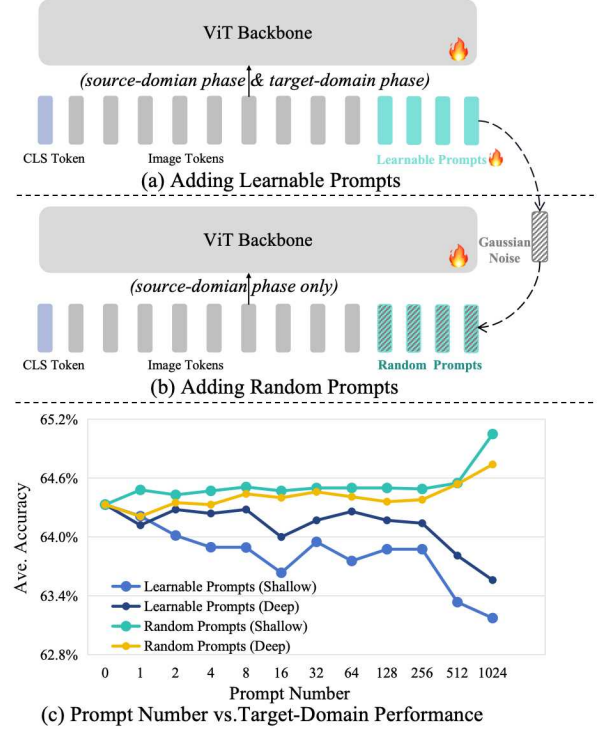 ViT Backbone
(source-domian phase & target-domain phase)
CLS Token
Image Tokens
Learnable Prompts
(a) Adding Learnable Prompts
ViT Backbone
Gaussian
Noise
(source-domian phase only)
CLS Token
Image Tokens
Random Prompts
(b) Adding Random Prompts
65.2%
64.6%
64.0%
63.4%
62.8%
Ave. Accuracy
Learnable Prompts (Shallow)
Learnable Prompts (Deep)
Random Prompts (Shallow)
Random Prompts (Deep)
0 1 2 4 8 16 32 64 128 256 512 1024
Prompt Number
(c) Prompt Number vs.Target-Domain Performance